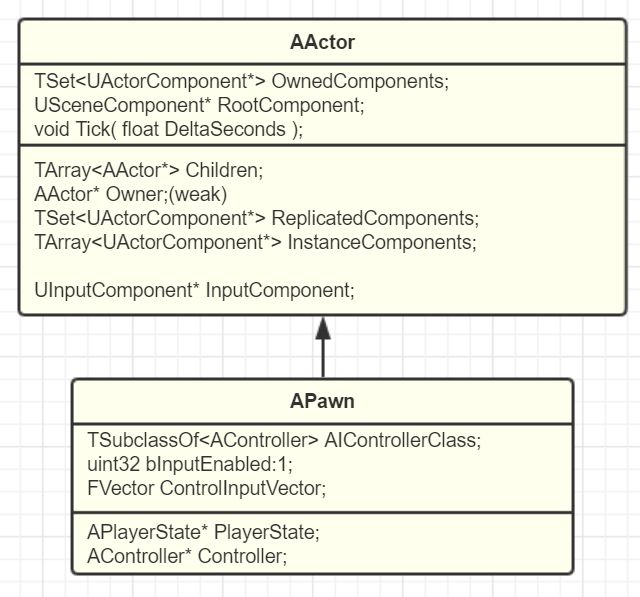 AActor
TSet<UActorComponent*> OwnedComponents;
USceneComponent* RootComponent;
void Tick( float DeltaSeconds );
TArray<AActor*> Children;
AActor* Owner;(weak)
TSet<UActorComponent*> ReplicatedComponents;
TArray<UActorComponent*> InstanceComponents;
UInputComponent* InputComponent;
APawn
TSubclassOf<AController> AIControllerClass;
uint32 bInputEnabled:1;
FVector ControlInputVector;
APlayerState* PlayerState;
AController* Controller;